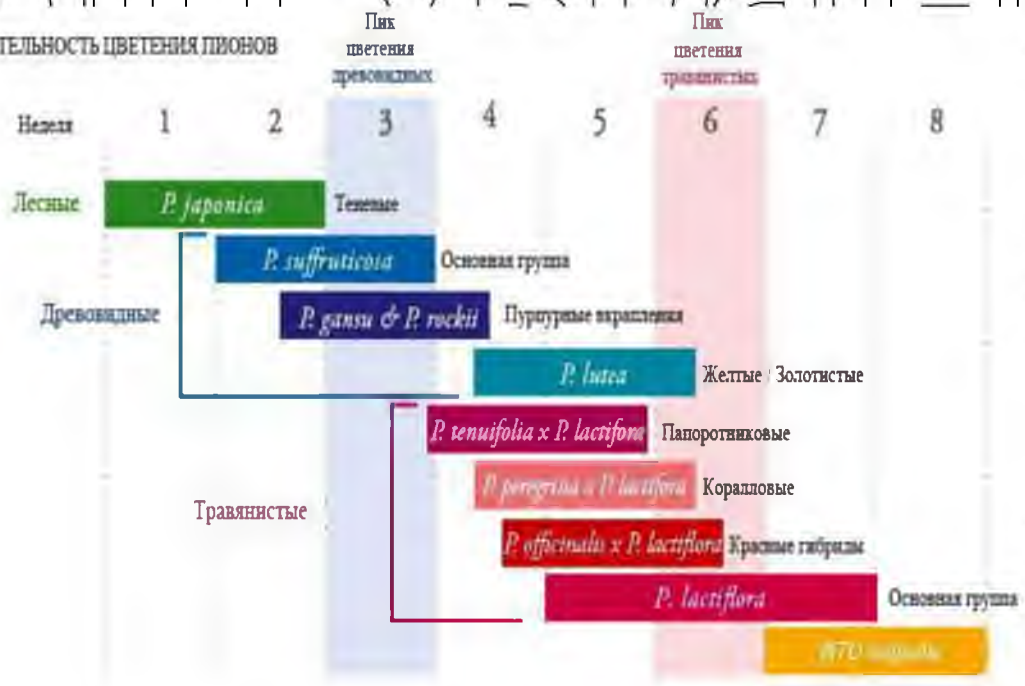 ТЕЛЬНОСТЬ ЦВЕТЕНИЯ ПИОНОВ
Пик
цветения
древовидных
Пик
цветения
травянистых
Неделя 1 2 3 4 5 6 7 8
Лесные P. japonica Теневые
P. suffruticosa Основная группа
Древовидные P. gansu & P. rockii Пурпурные вкрапления
P. lutea Желтые / Золотистые
P. tenuifolia x P. lactifora Папоротниковые
P. peregrina x P. lactifora Коралловые
Травянистые
P. officinalis x P. lactiflora Красные гибриды
P. lactiflora Основная группа